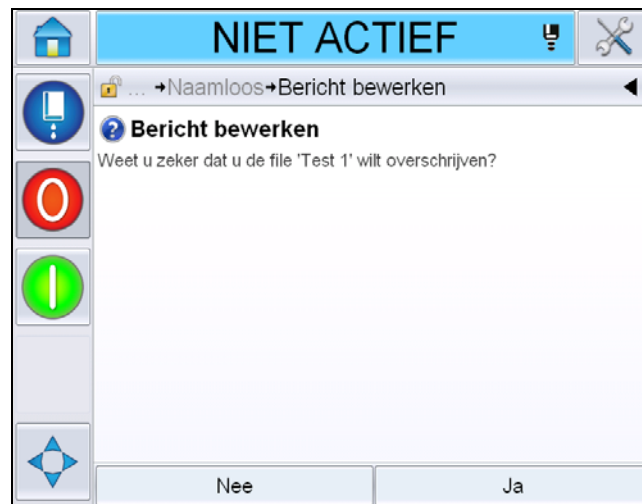 NIET ACTIEF
... →Naamloos→Bericht bewerken
Bericht bewerken
Weet u zeker dat u de file 'Test 1' wilt overschrijven?
Nee
Ja